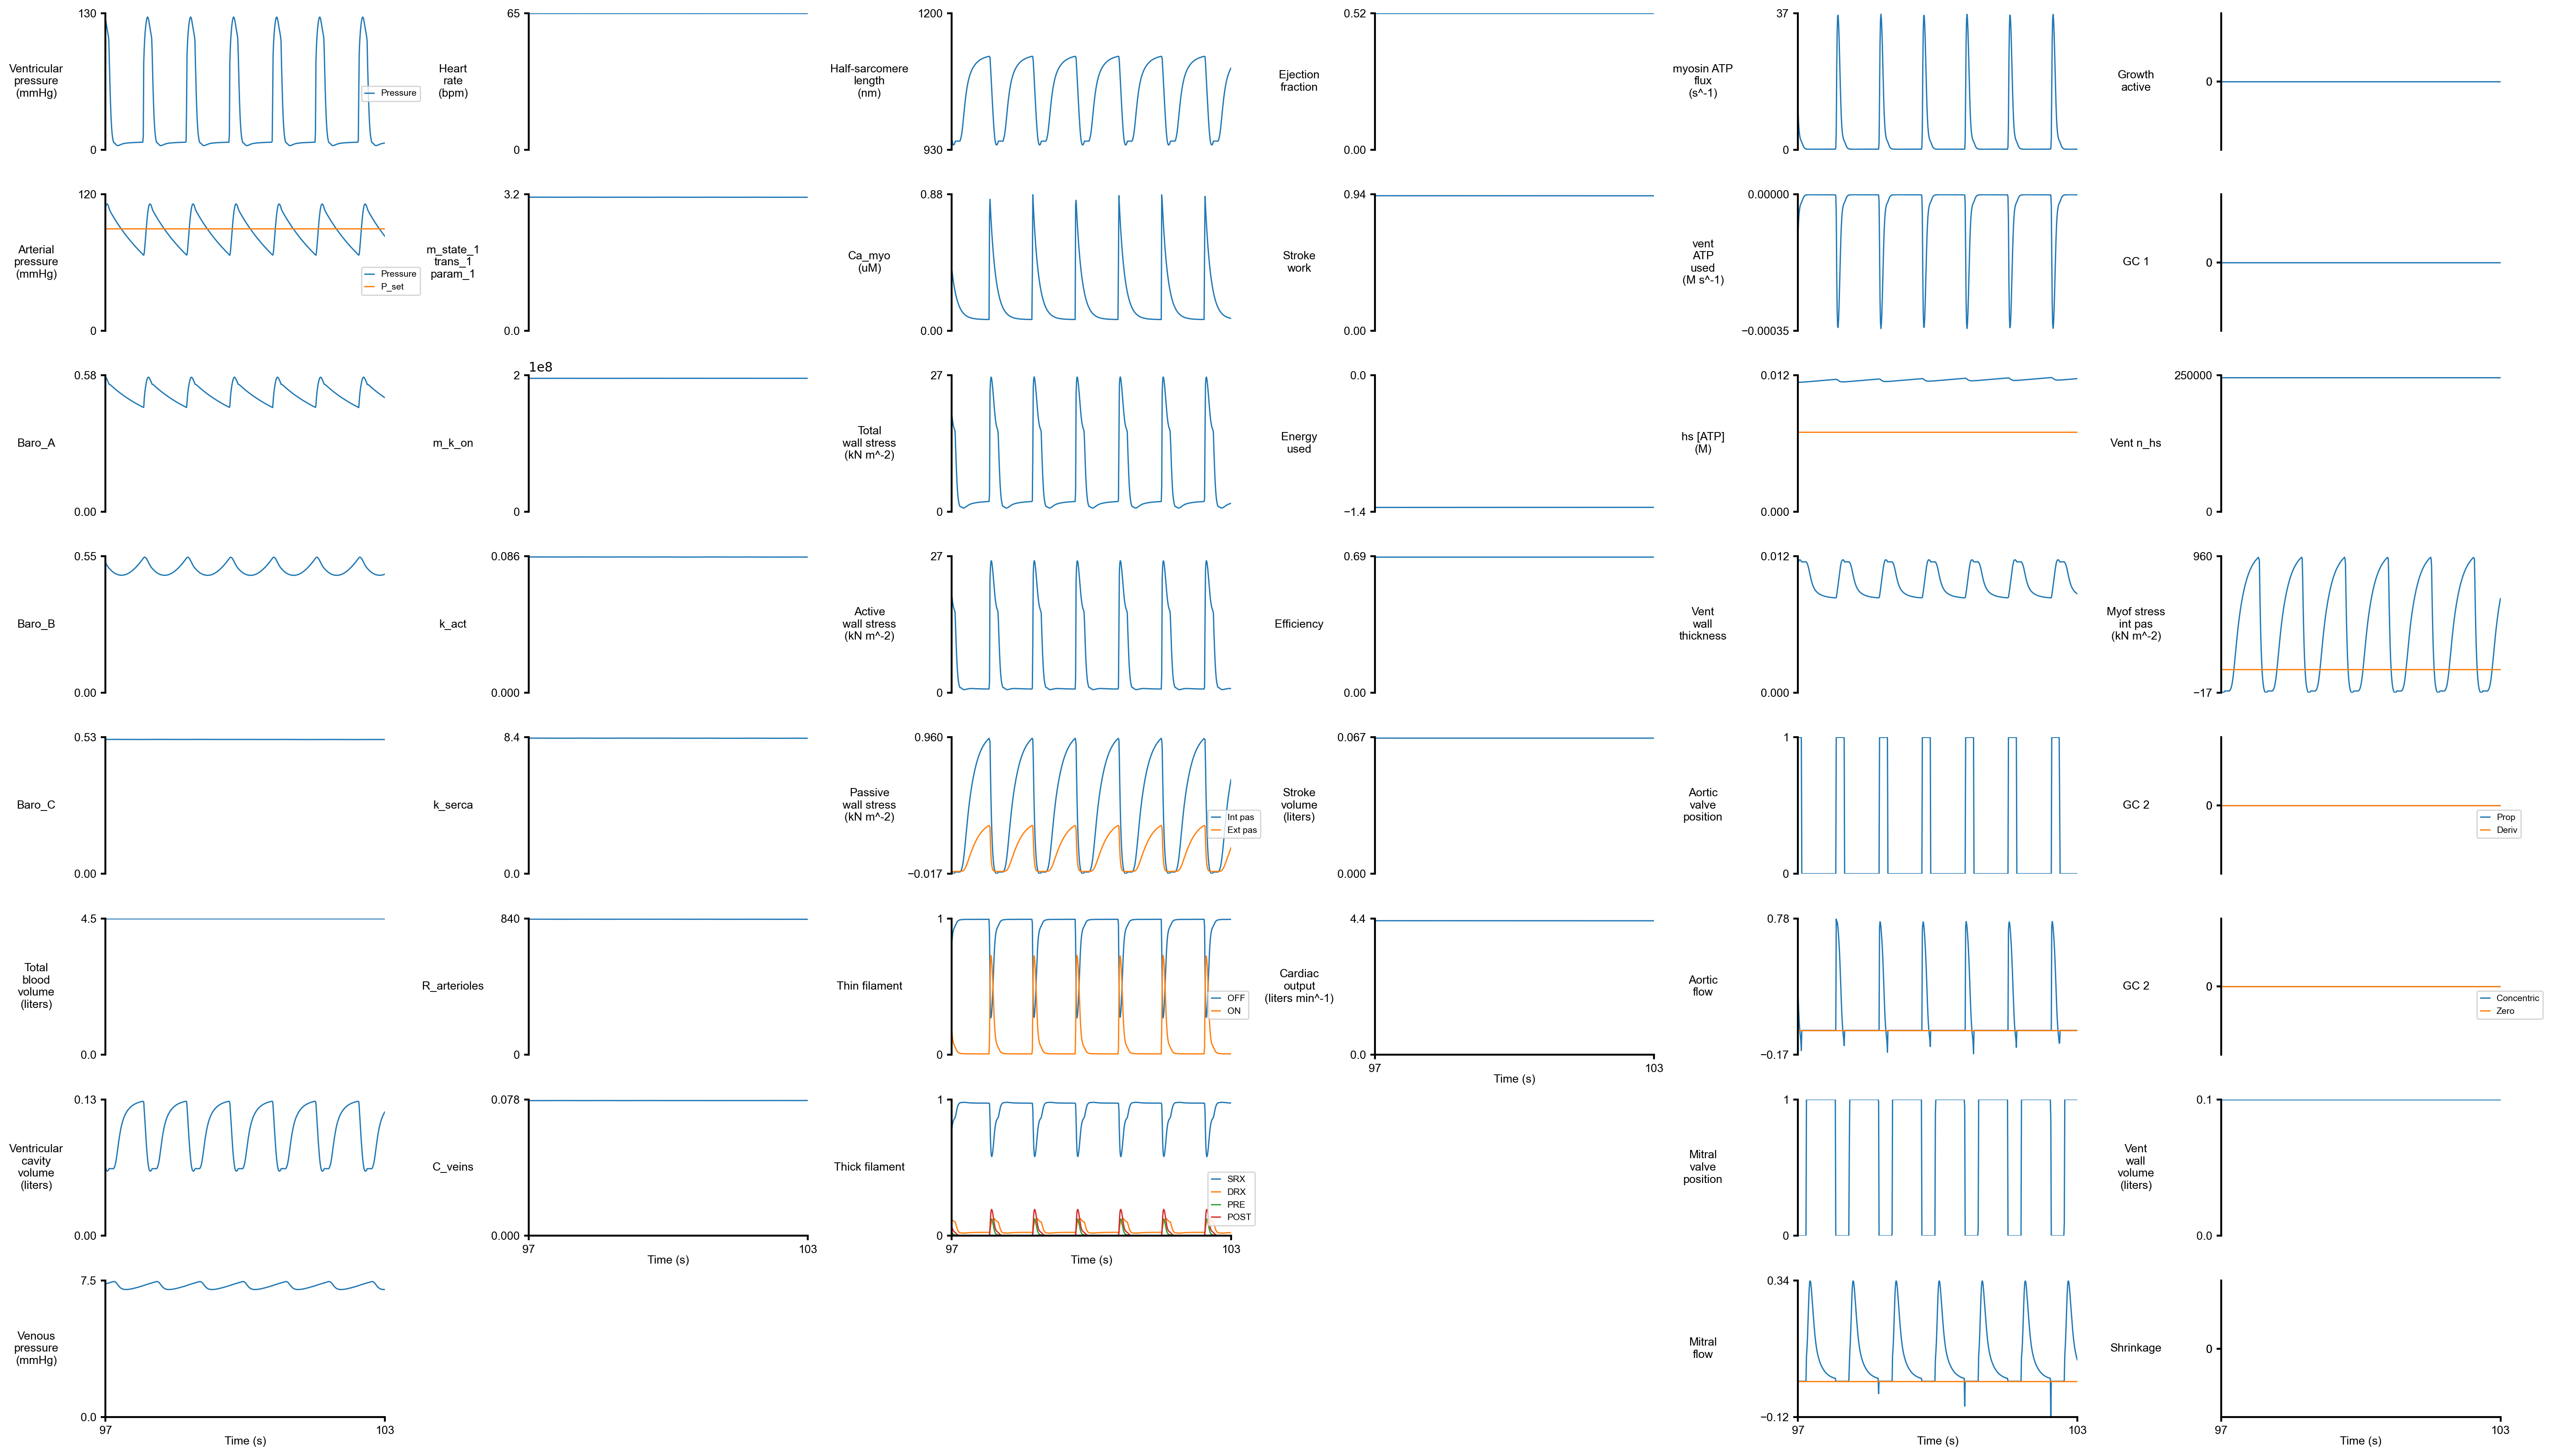 130
Ventricular
pressure
(mmHg)
0
Pressure
65
Heart
rate
(bpm)
0
1200
Half-sarcomere
length
(nm)
930
0.52
Ejection
fraction
0.00
37
myosin ATP
flux
(s^-1)
0
Growth
active
0
120
Arterial
pressure
(mmHg)
0
Pressure
P_set
3.2
m_state_1
trans_1
param_1
0.0
0.88
Ca_myo
(uM)
0.00
0.94
Stroke
work
0.00
0.00000
vent
ATP
used
(M s^-1)
−0.00035
GC 1
0
0.58
Baro_A
0.00
1e8
2
m_k_on
0
27
Total
wall stress
(kN m^-2)
0
0.0
Energy
used
−1.4
0.012
hs [ATP]
(M)
0.000
250000
Vent n_hs
0
0.55
Baro_B
0.00
0.086
k_act
0.000
27
Active
wall stress
(kN m^-2)
0
0.69
Efficiency
0.00
0.012
Vent
wall
thickness
0.000
960
Myof stress
int pas
(kN m^-2)
−17
0.53
Baro_C
0.00
8.4
k_serca
0.0
0.960
Passive
wall stress
(kN m^-2)
−0.017
Int pas
Ext pas
0.067
Stroke
volume
(liters)
0.000
1
Aortic
valve
position
0
GC 2
0
Prop
Deriv
4.5
Total
blood
volume
(liters)
0.0
840
R_arterioles
0
1
Thin filament
0
OFF
ON
4.4
Cardiac
output
(liters min^-1)
0.0
97
103
Time (s)
0.78
Aortic
flow
−0.17
GC 2
0
Concentric
Zero
0.13
Ventricular
cavity
volume
(liters)
0.00
0.078
C_veins
0.000
97
103
Time (s)
1
Thick filament
0
SRX
DRX
PRE
POST
97
103
Time (s)
1
Mitral
valve
position
0
0.1
Vent
wall
volume
(liters)
0.0
7.5
Venous
pressure
(mmHg)
0.0
97
103
Time (s)
0.34
Mitral
flow
−0.12
97
103
Time (s)
Shrinkage
0
97
103
Time (s)